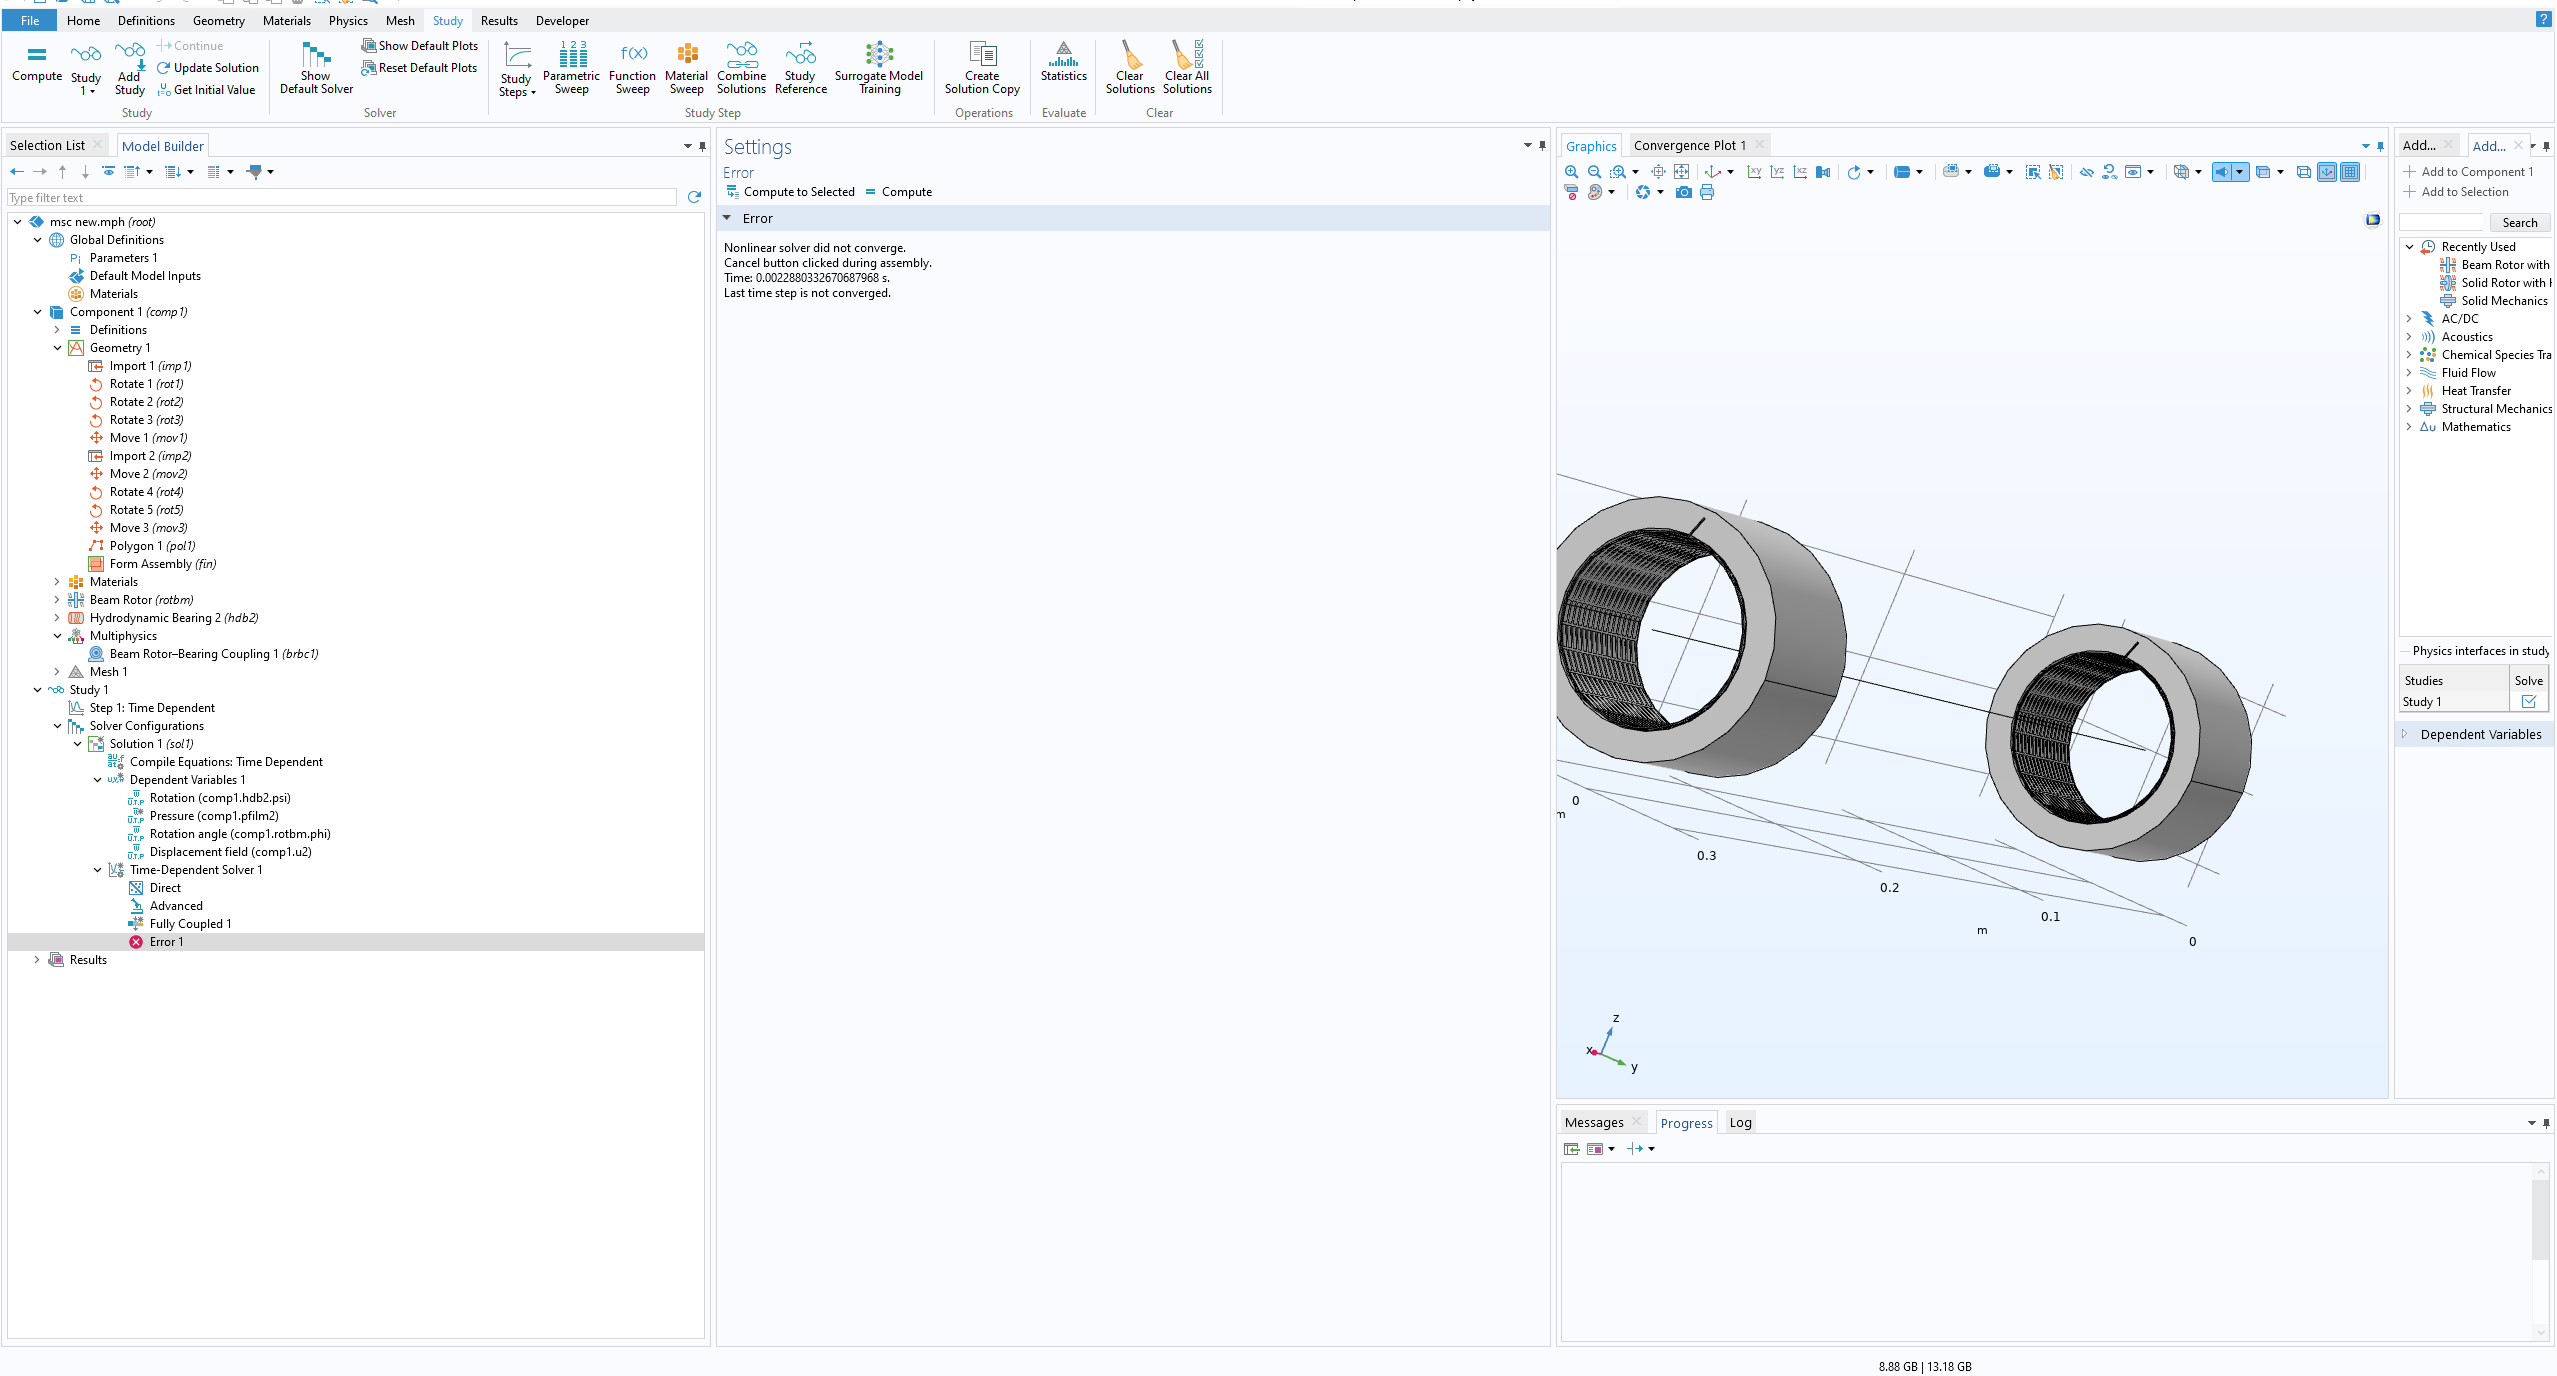 File Home Definitions Geometry Materials Physics Mesh Study Results Developer
Compute
Study 1
Add Study
Continue
Update Solution
Get Initial Value
Study
Show Default Solver
Show Default Plots
Reset Default Plots
Solver
Study Steps
Parametric Sweep
Function Sweep
Material Sweep
Combine Solutions
Study Reference
Surrogate Model Training
Study Step
Create Solution Copy
Operations
Statistics
Evaluate
Clear Solutions
Clear All Solutions
Clear
Selection List
Model Builder
Type filter text
msc new.mph (root)
Global Definitions
Parameters 1
Default Model Inputs
Materials
Component 1 (comp1)
Definitions
Geometry 1
Import 1 (imp1)
Rotate 1 (rot1)
Rotate 2 (rot2)
Rotate 3 (rot3)
Move 1 (mov1)
Import 2 (imp2)
Move 2 (mov2)
Rotate 4 (rot4)
Rotate 5 (rot5)
Move 3 (mov3)
Polygon 1 (pol1)
Form Assembly (fin)
Materials
Beam Rotor (rotbm)
Hydrodynamic Bearing 2 (hdb2)
Multiphysics
Beam Rotor–Bearing Coupling 1 (brbc1)
Mesh 1
Study 1
Step 1: Time Dependent
Solver Configurations
Solution 1 (sol1)
Compile Equations: Time Dependent
Dependent Variables 1
Rotation (comp1.hdb2.psi)
Pressure (comp1.pfilm2)
Rotation angle (comp1.rotbm.phi)
Displacement field (comp1.u2)
Time-Dependent Solver 1
Direct
Advanced
Fully Coupled 1
Error 1
Results
Settings
Error
Compute to Selected Compute
Error
Nonlinear solver did not converge.
Cancel button clicked during assembly.
Time: 0.0022880332670687968 s.
Last time step is not converged.
Graphics
Convergence Plot 1
0
m
0.3
0.2
0.1
m
0
z
x
y
Messages Progress Log
Add...
Add...
Add to Component 1
Add to Selection
Search
Recently Used
Beam Rotor with
Solid Rotor with
Solid Mechanics
AC/DC
Acoustics
Chemical Species Tra
Fluid Flow
Heat Transfer
Structural Mechanics
Mathematics
Physics interfaces in study
Studies Solve
Study 1
Dependent Variables
8.88 GB | 13.18 GB